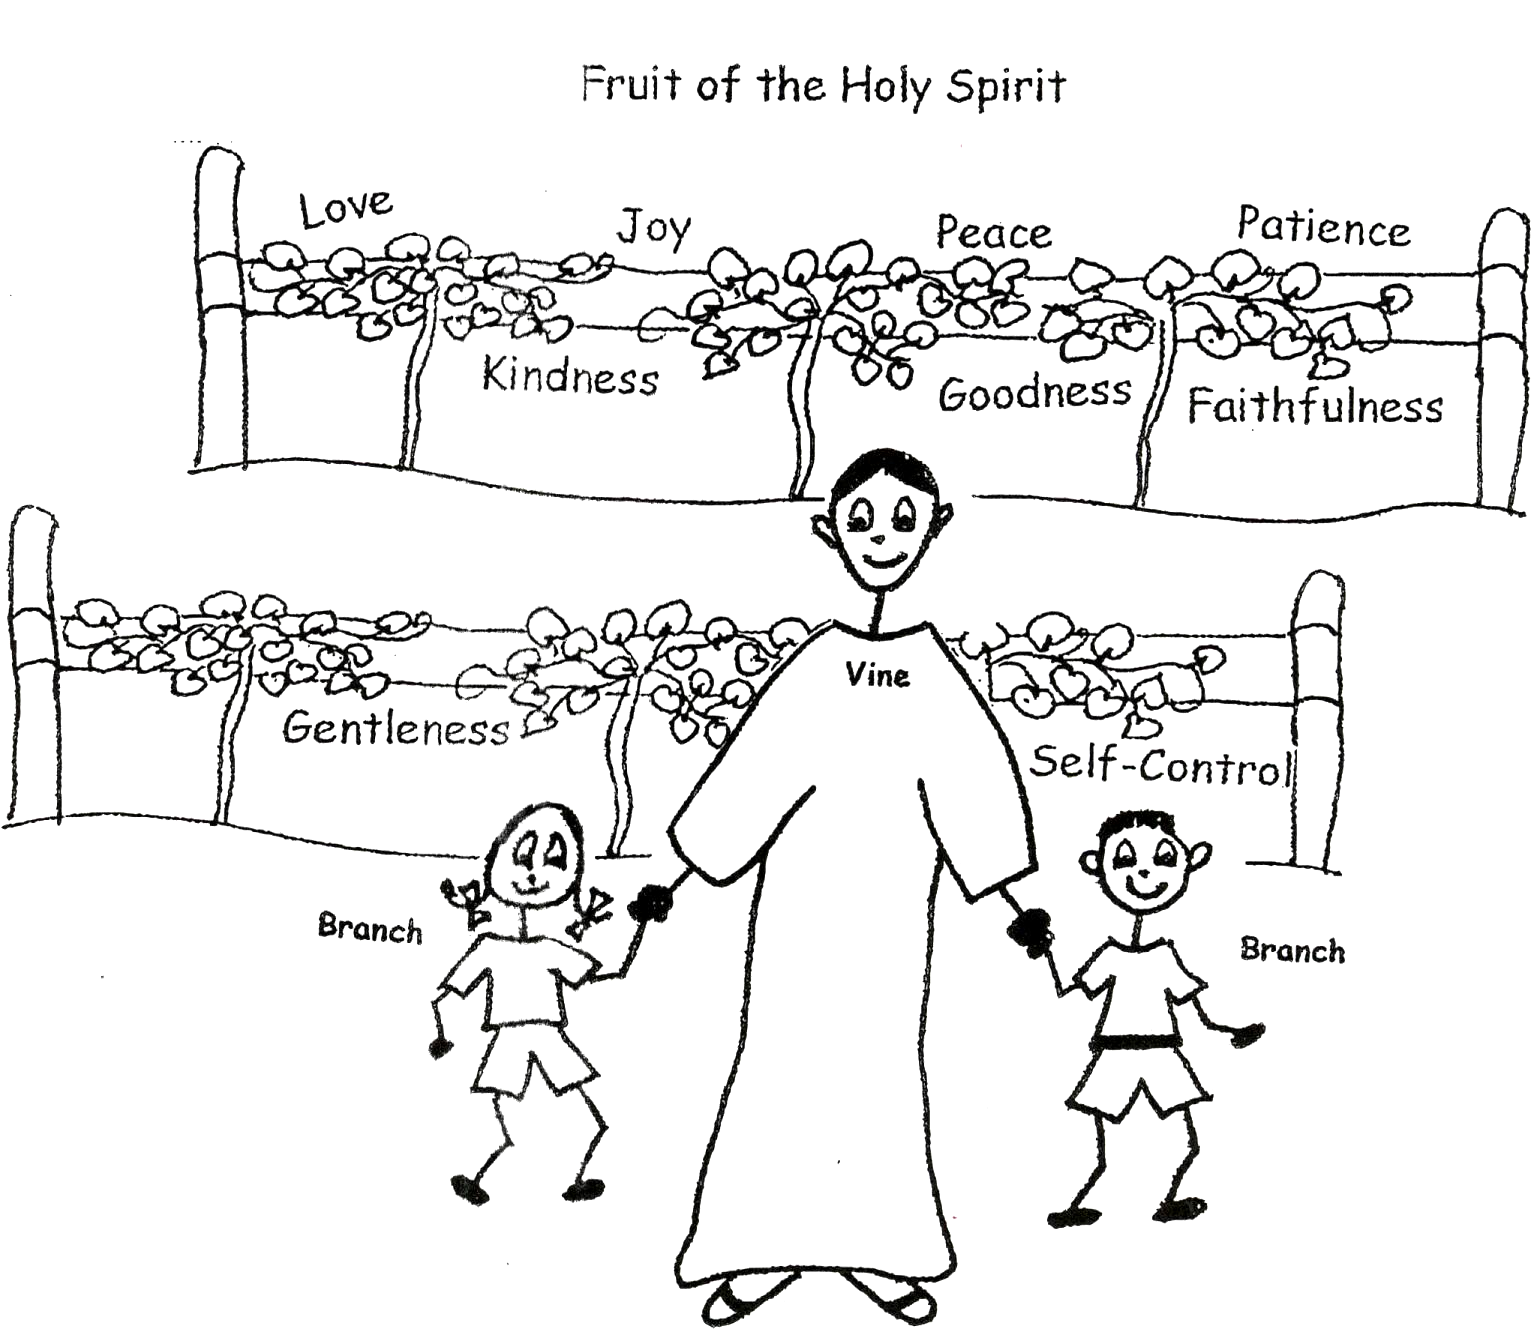 Fruit of the Holy Spirit
Love Joy Peace Patience
Kindness Goodness Faithfulness
Vine
Gentleness Self-Control
Branch Branch